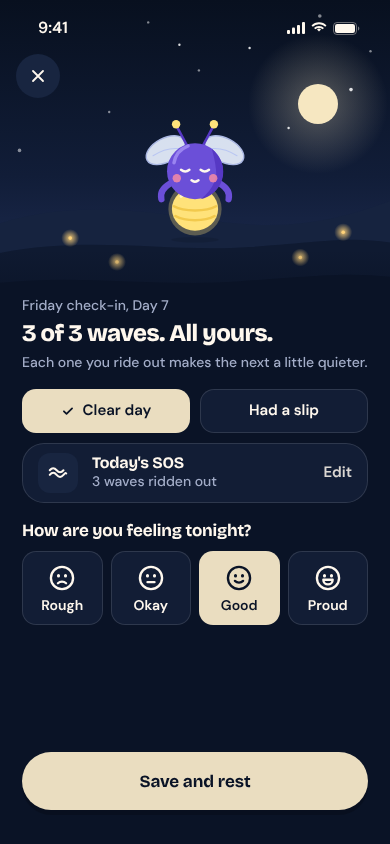 9:41
Friday check-in, Day 7
3 of 3 waves. All yours.
Each one you ride out makes the next a little quieter.
Clear day
Had a slip
Today's SOS
3 waves ridden out
Edit
How are you feeling tonight?
Rough
Okay
Good
Proud
Save and rest